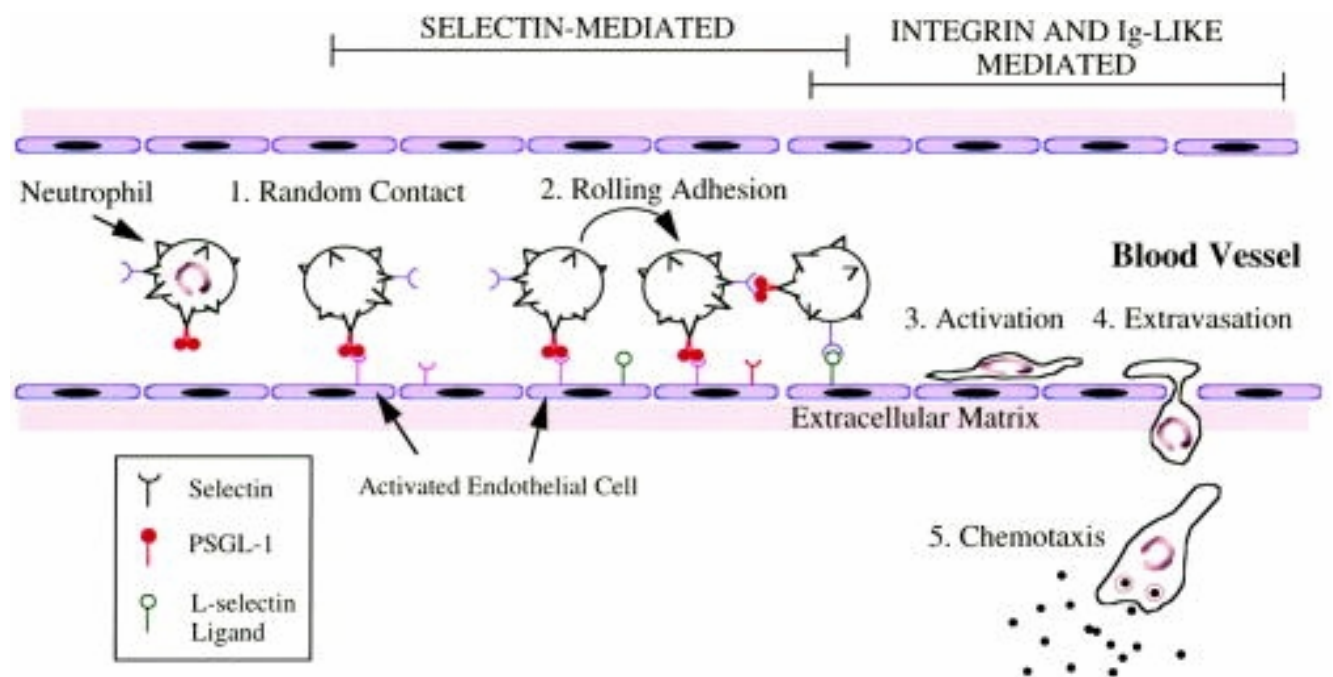 SELECTIN-MEDIATED
INTEGRIN AND Ig-LIKE
MEDIATED
Neutrophil
1. Random Contact
2. Rolling Adhesion
Blood Vessel
3. Activation
4. Extravasation
Extracellular Matrix
Activated Endothelial Cell
Selectin
PSGL-1
L-selectin
Ligand
5. Chemotaxis